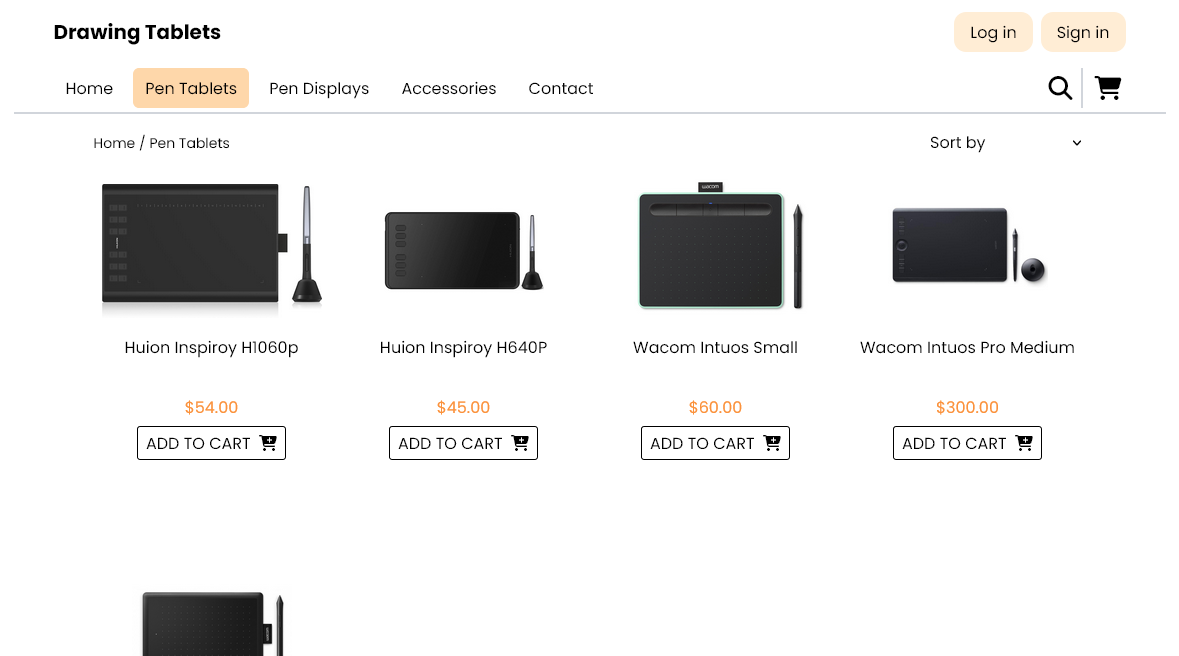 Drawing Tablets
Log in
Sign in
Home
Pen Tablets
Pen Displays
Accessories
Contact
Home / Pen Tablets
Sort by
wacom
Huion Inspiroy H1060p
Huion Inspiroy H640P
Wacom Intuos Small
Wacom Intuos Pro Medium
$54.00
$45.00
$60.00
$300.00
ADD TO CART
ADD TO CART
ADD TO CART
ADD TO CART